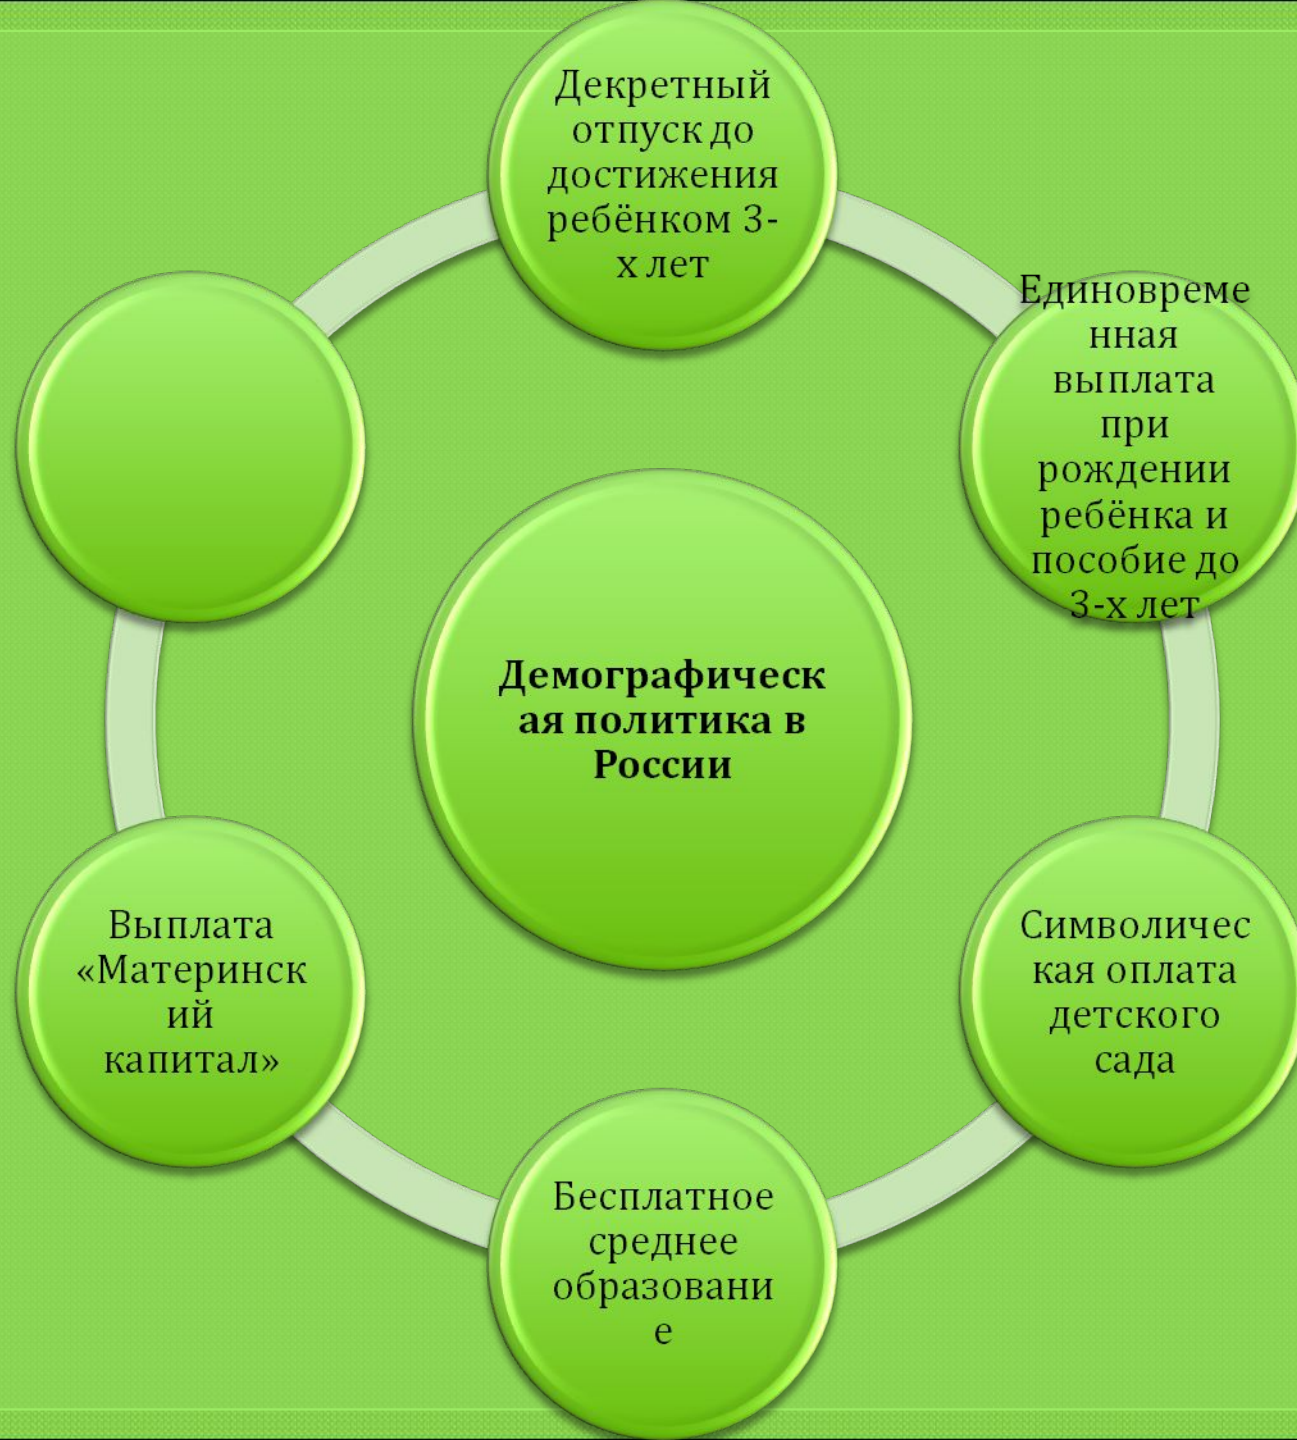 Декретный
отпуск до
достижения
ребёнком 3-
х лет
Единовреме
нная
выплата
при
рождении
ребёнка и
пособие до
3-х лет
Демографическ
ая политика в
России
Выплата
«Материнск
ий
капитал»
Символичес
кая оплата
детского
сада
Бесплатное
среднее
образовани
е